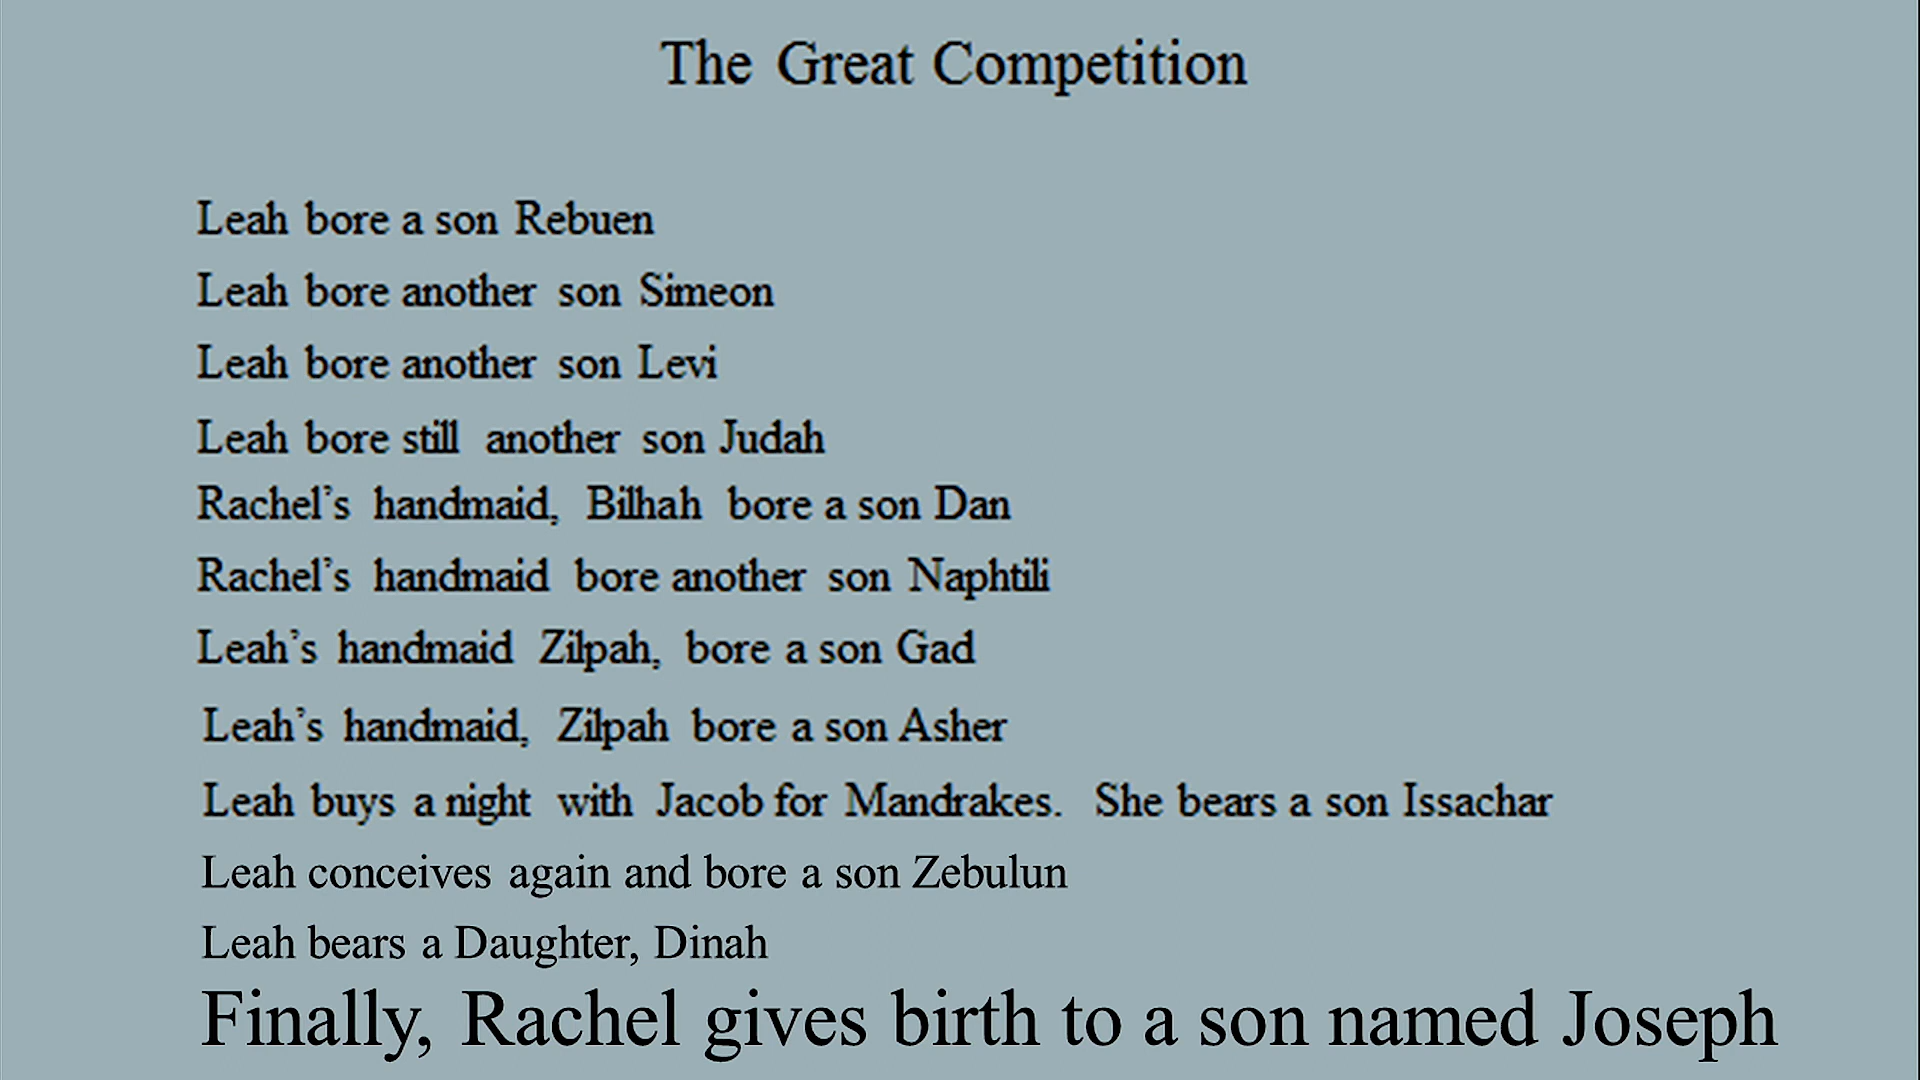 The Great Competition
Leah bore a son Rebuen
Leah bore another son Simeon
Leah bore another son Levi
Leah bore still another son Judah
Rachel's handmaid, Bilhah bore a son Dan
Rachel's handmaid bore another son Naphtili
Leah's handmaid Zilpah, bore a son Gad
Leah's handmaid, Zilpah bore a son Asher
Leah buys a night with Jacob for Mandrakes. She bears a son Issachar
Leah conceives again and bore a son Zebulun
Leah bears a Daughter, Dinah
Finally, Rachel gives birth to a son named Joseph